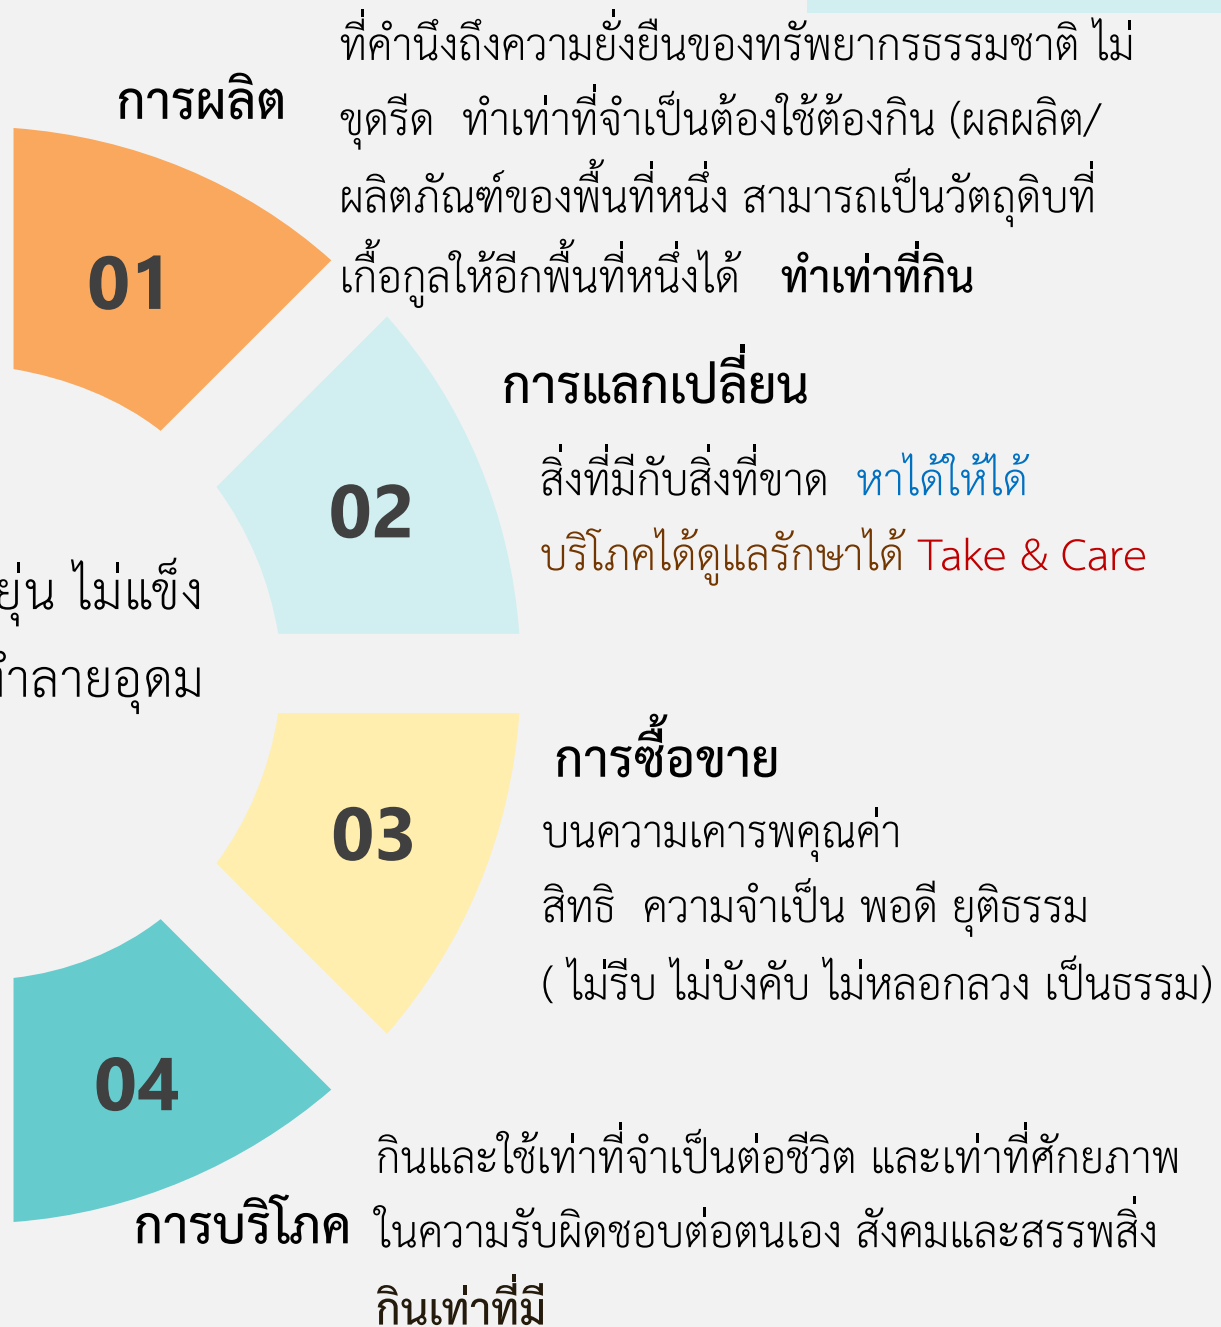 การผลิต
ที่คำนึงถึงความยั่งยืนของทรัพยากรธรรมชาติ ไม่
ขุดรีด ทำเท่าที่จำเป็นต้องใช้ต้องกิน (ผลผลิต/
ผลิตภัณฑ์ของพื้นที่หนึ่ง สามารถเป็นวัตถุดิบที่
เกื้อกูลให้อีกพื้นที่หนึ่งได้ ทำเท่าที่กิน
01
การแลกเปลี่ยน
สิ่งที่มีกับสิ่งที่ขาด หาได้ให้ได้
บริโภคได้ดูแลรักษาได้ Take & Care
02
ยุ่น ไม่แข็ง
ทำลายอุดม
การซื้อขาย
บนความเคารพคุณค่า
สิทธิ ความจำเป็น พอดี ยุติธรรม
( ไม่รีบ ไม่บังคับ ไม่หลอกลวง เป็นธรรม)
03
04
การบริโภค
กินและใช้เท่าที่จำเป็นต่อชีวิต และเท่าที่ศักยภาพ
ในความรับผิดชอบต่อตนเอง สังคมและสรรพสิ่ง
กินเท่าที่มี